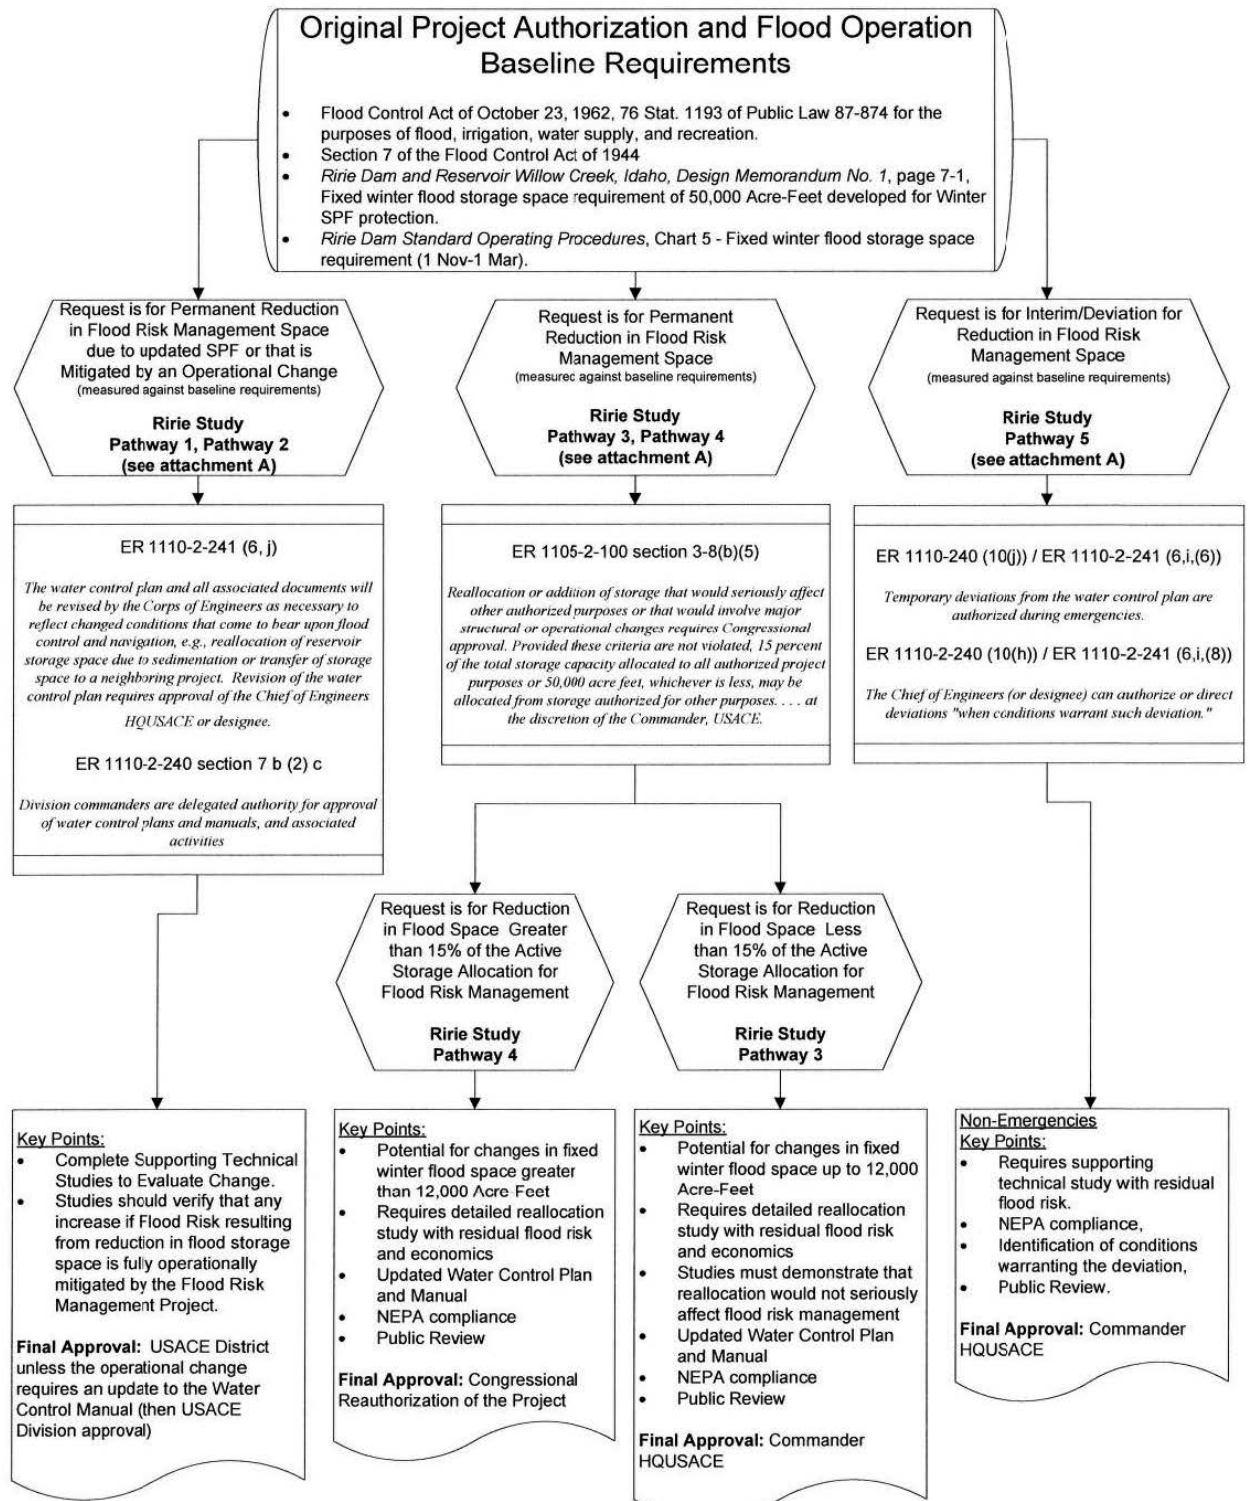 Original Project Authorization and Flood Operation
Baseline Requirements
• Flood Control Act of October 23, 1962, 76 Stat. 1193 of Public Law 87-874 for the
purposes of flood, irrigation, water supply, and recreation.
• Section 7 of the Flood Control Act of 1944
• Ririe Dam and Reservoir Willow Creek, Idaho, Design Memorandum No. 1, page 7-1,
Fixed winter flood storage space requirement of 50,000 Acre-Feet developed for Winter
SPF protection.
• Ririe Dam Standard Operating Procedures, Chart 5 - Fixed winter flood storage space
requirement (1 Nov-1 Mar).
Request is for Permanent Reduction
in Flood Risk Management Space
due to updated SPF or that is
Mitigated by an Operational Change
(measured against baseline requirements)
Ririe Study
Pathway 1, Pathway 2
(see attachment A)
Request is for Permanent
Reduction in Flood Risk
Management Space
(measured against baseline requirements)
Ririe Study
Pathway 3, Pathway 4
(see attachment A)
Request is for Interim/Deviation for
Reduction in Flood Risk
Management Space
(measured against baseline requirements)
Ririe Study
Pathway 5
(see attachment A)
ER 1110-2-241 (6, j)
The water control plan and all associated documents will
be revised by the Corps of Engineers as necessary to
reflect changed conditions that come to bear upon flood
control and navigation, e.g., reallocation of reservoir
storage space due to sedimentation or transfer of storage
space to a neighboring project. Revision of the water
control plan requires approval of the Chief of Engineers
HQUSACE or designee.
ER 1110-2-240 section 7 b (2) c
Division commanders are delegated authority for approval
of water control plans and manuals, and associated
activities
ER 1105-2-100 section 3-8(b)(5)
Reallocation or addition of storage that would seriously affect
other authorized purposes or that would involve major
structural or operational changes requires Congressional
approval. Provided these criteria are not violated, 15 percent
of the total storage capacity allocated to all authorized project
purposes or 50,000 acre feet, whichever is less, may be
allocated from storage authorized for other purposes. . . . at
the discretion of the Commander, USACE.
ER 1110-240 (10(j)) / ER 1110-2-241 (6,i,(6))
Temporary deviations from the water control plan are
authorized during emergencies.
ER 1110-2-240 (10(h)) / ER 1110-2-241 (6,i,(8))
The Chief of Engineers (or designee) can authorize or direct
deviations "when conditions warrant such deviation."
Request is for Reduction
in Flood Space Greater
than 15% of the Active
Storage Allocation for
Flood Risk Management
Ririe Study
Pathway 4
Request is for Reduction
in Flood Space Less
than 15% of the Active
Storage Allocation for
Flood Risk Management
Ririe Study
Pathway 3
Key Points:
• Complete Supporting Technical
Studies to Evaluate Change.
• Studies should verify that any
increase if Flood Risk resulting
from reduction in flood storage
space is fully operationally
mitigated by the Flood Risk
Management Project.
Final Approval: USACE District
unless the operational change
requires an update to the Water
Control Manual (then USACE
Division approval)
Key Points:
• Potential for changes in fixed
winter flood space greater
than 12,000 Acre-Feet
• Requires detailed reallocation
study with residual flood risk
and economics
• Updated Water Control Plan
and Manual
• NEPA compliance
• Public Review
Final Approval: Congressional
Reauthorization of the Project
Key Points:
• Potential for changes in fixed
winter flood space up to 12,000
Acre-Feet
• Requires detailed reallocation
study with residual flood risk
and economics
• Studies must demonstrate that
reallocation would not seriously
affect flood risk management
• Updated Water Control Plan
and Manual
• NEPA compliance
• Public Review
Final Approval: Commander
HQUSACE
Non-Emergencies
Key Points:
• Requires supporting
technical study with residual
flood risk.
• NEPA compliance,
• Identification of conditions
warranting the deviation,
• Public Review.
Final Approval: Commander
HQUSACE